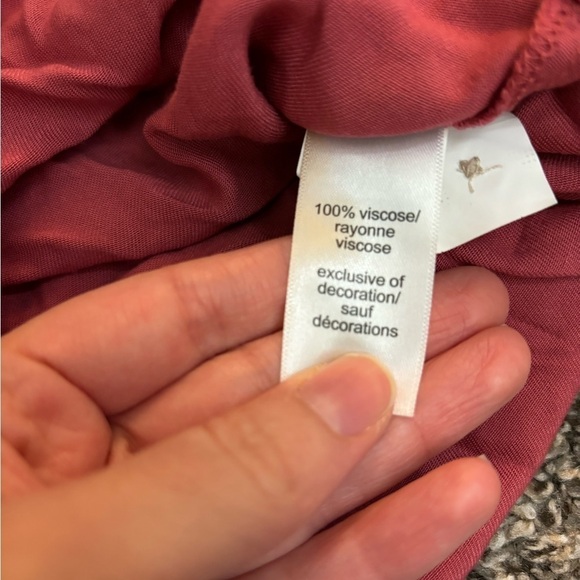 100% viscose/
rayonne
viscose
exclusive of
decoration/
sauf
décorations